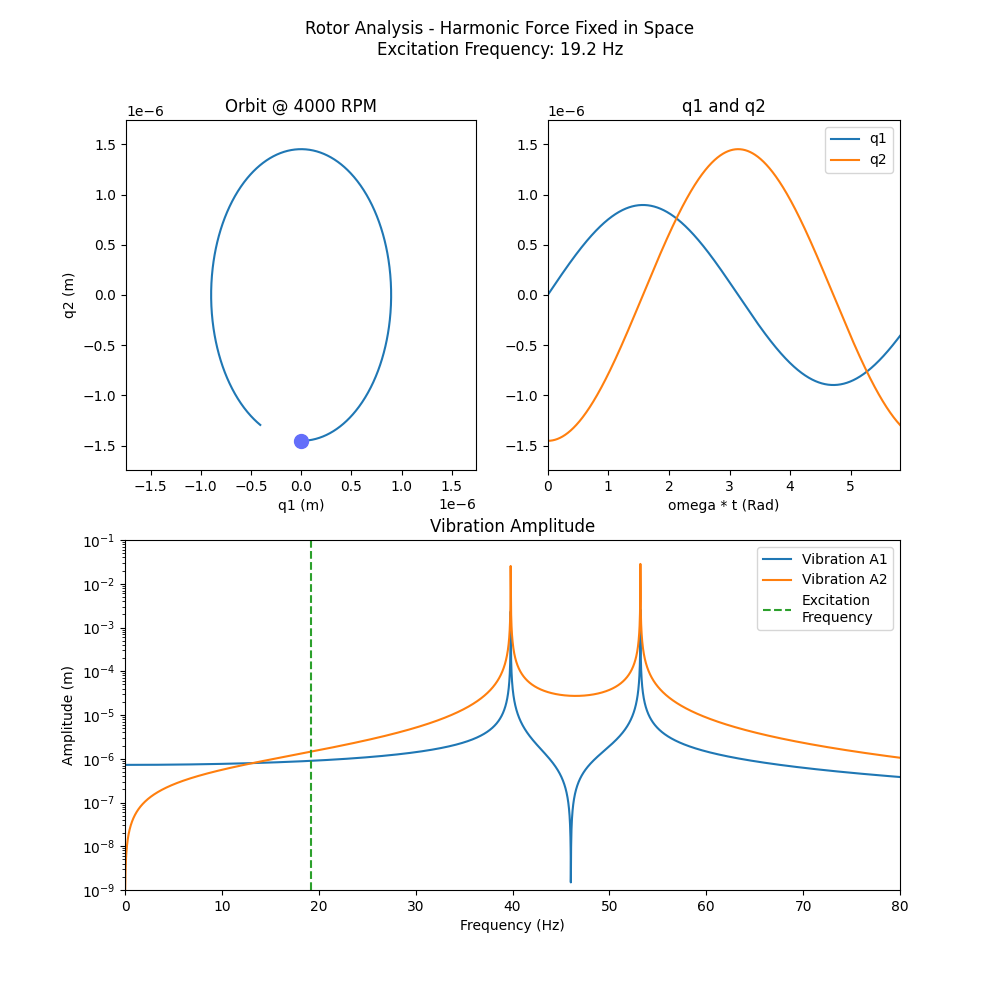 Rotor Analysis - Harmonic Force Fixed in Space
Excitation Frequency: 19.2 Hz
Orbit @ 4000 RPM
1e−6
1.5
1.0
0.5
0.0
−0.5
−1.0
−1.5
q2 (m)
−1.5 −1.0 −0.5 0.0 0.5 1.0 1.5
q1 (m)
1e−6
q1 and q2
1e−6
q1
q2
1.5
1.0
0.5
0.0
−0.5
−1.0
−1.5
0 1 2 3 4 5
omega * t (Rad)
Vibration Amplitude
Vibration A1
Vibration A2
Excitation
Frequency
10⁻¹
10⁻²
10⁻³
10⁻⁴
10⁻⁵
10⁻⁶
10⁻⁷
10⁻⁸
10⁻⁹
Amplitude (m)
0 10 20 30 40 50 60 70 80
Frequency (Hz)